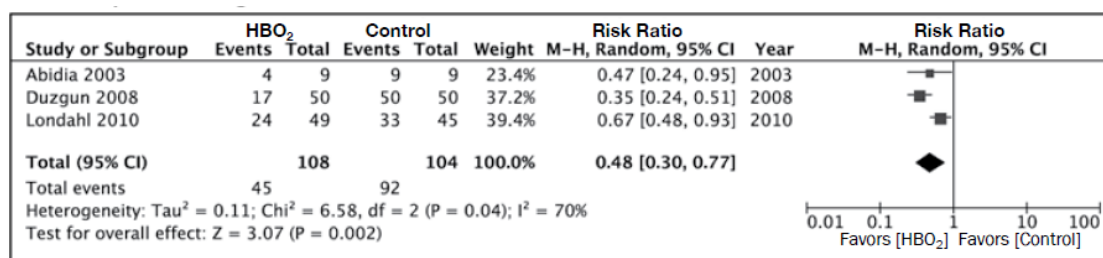 HBO₂ Control Risk Ratio Risk Ratio
Study or Subgroup Events Total Events Total Weight M-H, Random, 95% CI Year M-H, Random, 95% CI
Abidia 2003 4 9 9 9 23.4% 0.47 [0.24, 0.95] 2003
Duzgun 2008 17 50 50 50 37.2% 0.35 [0.24, 0.51] 2008
Londahl 2010 24 49 33 45 39.4% 0.67 [0.48, 0.93] 2010
Total (95% CI) 108 104 100.0% 0.48 [0.30, 0.77]
Total events 45 92
Heterogeneity: Tau² = 0.11; Chi² = 6.58, df = 2 (P = 0.04); I² = 70%
Test for overall effect: Z = 3.07 (P = 0.002)
0.01 0.1 1 10 100
Favors [HBO₂] Favors [Control]